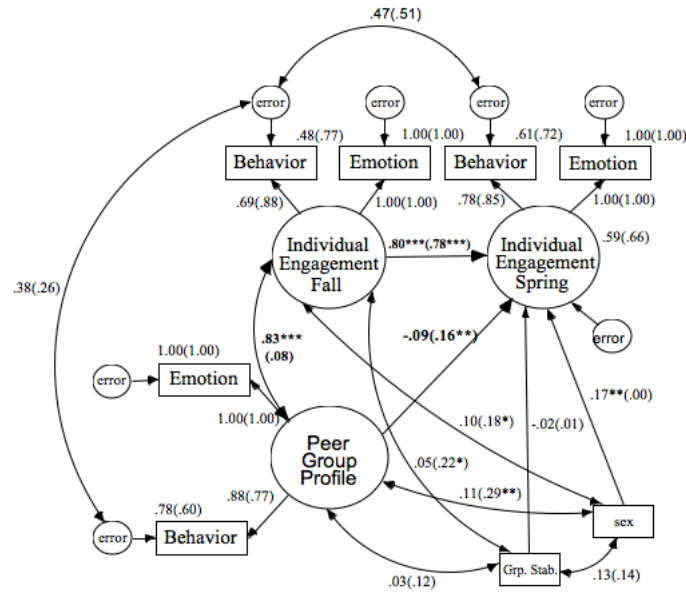 .47(.51)
error
error
error
error
.48(.77)
1.00(1.00)
.61(.72)
1.00(1.00)
Behavior
Emotion
Behavior
Emotion
.69(.88)
1.00(1.00)
.78(.85)
1.00(1.00)
.59(.66)
Individual
Engagement
Fall
.80***(.78***)
Individual
Engagement
Spring
.38(.26)
.83***
(.08)
-.09(.16**)
error
1.00(1.00)
error
Emotion
1.00(1.00)
.17**(.00)
.10(.18*)
-.02(.01)
Peer
Group
Profile
.05(.22*)
.11(.29**)
.78(.60)
.88(.77)
error
Behavior
sex
Grp. Stab.
.03(.12)
.13(.14)